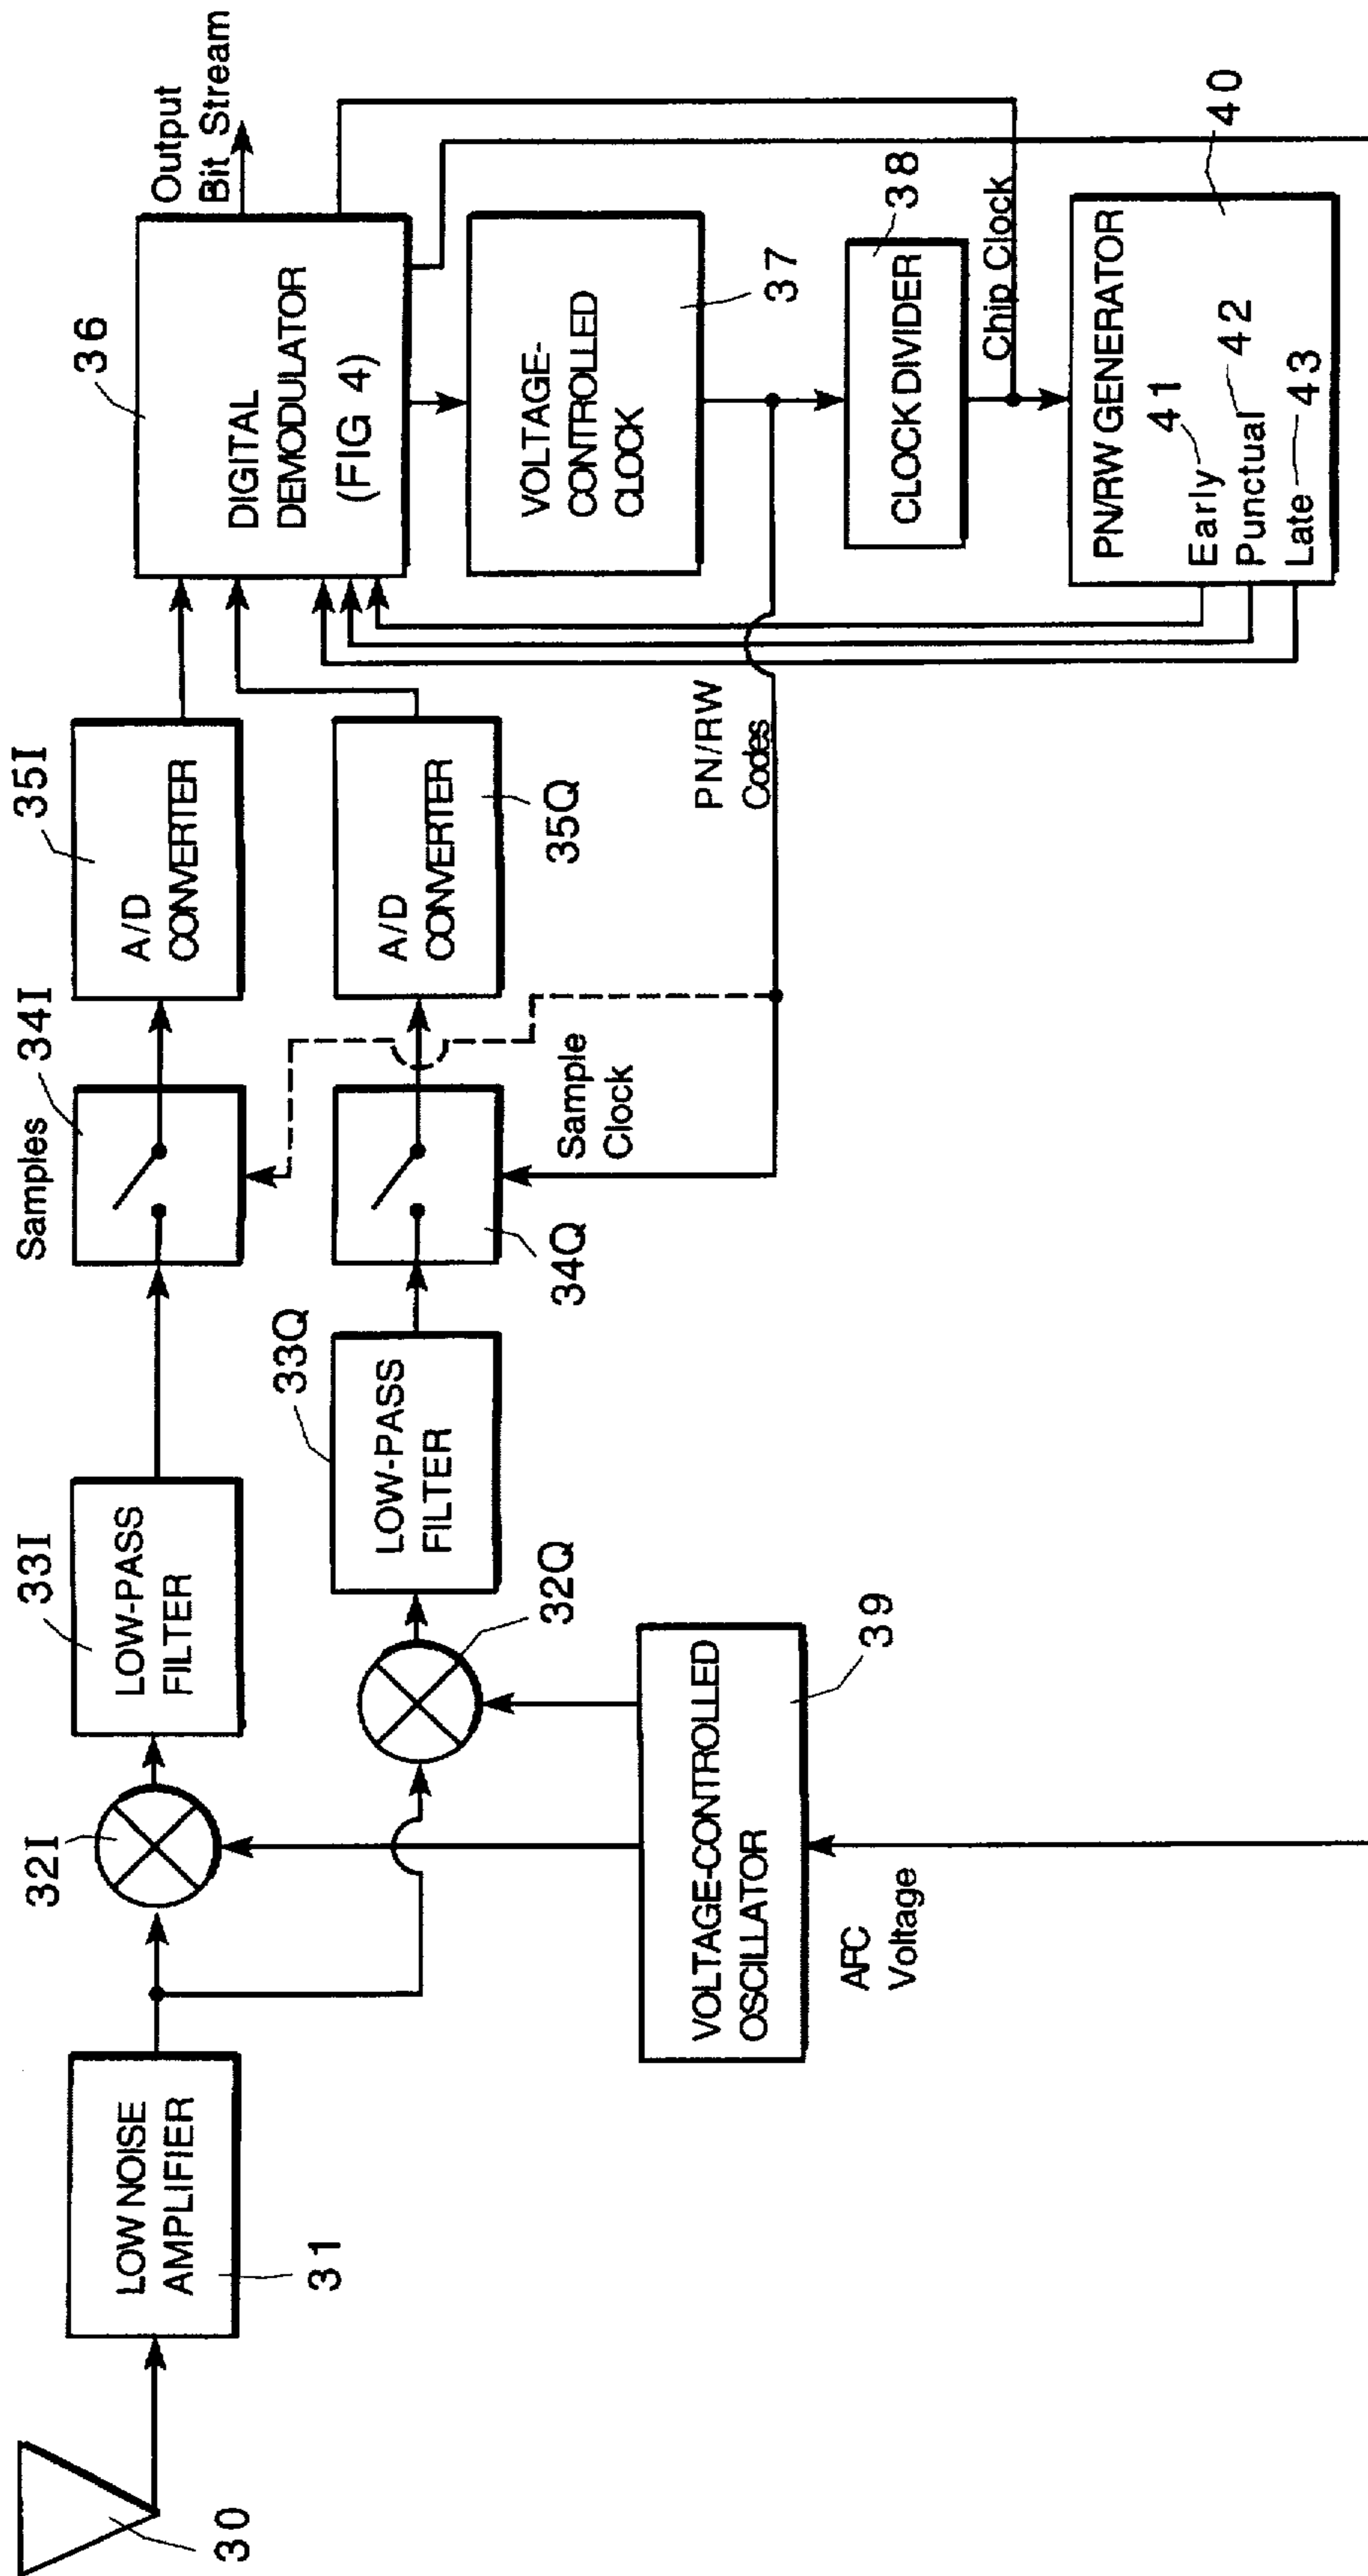 30
LOW NOISE
AMPLIFIER
31
32I
33I
LOW-PASS
FILTER
Samples
34I
35I
A/D
CONVERTER
36
DIGITAL
DEMODULATOR
(FIG 4)
Output
Bit Stream
32Q
33Q
LOW-PASS
FILTER
34Q
Sample
Clock
A/D
CONVERTER
35Q
VOLTAGE-
CONTROLLED
CLOCK
37
PN/RW
Codes
CLOCK DIVIDER
38
Chip Clock
VOLTAGE-CONTROLLED
OSCILLATOR
39
AFC
Voltage
PN/RW GENERATOR
40
Early 41
Punctual 42
Late 43